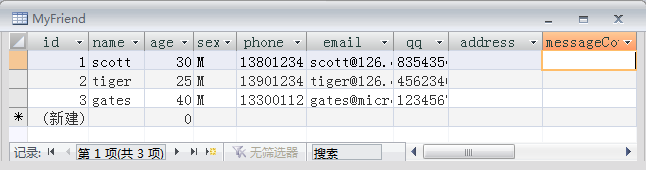 MyFriend
id name age sex phone email qq address messageCo
1 scott 30 M 13801234 scott@126. 835435
2 tiger 25 M 13901234 tiger@126. 456234
3 gates 40 M 13300112 gates@micr 123456
* (新建) 0
记录: 第 1 项(共 3 项) 无筛选器 搜索